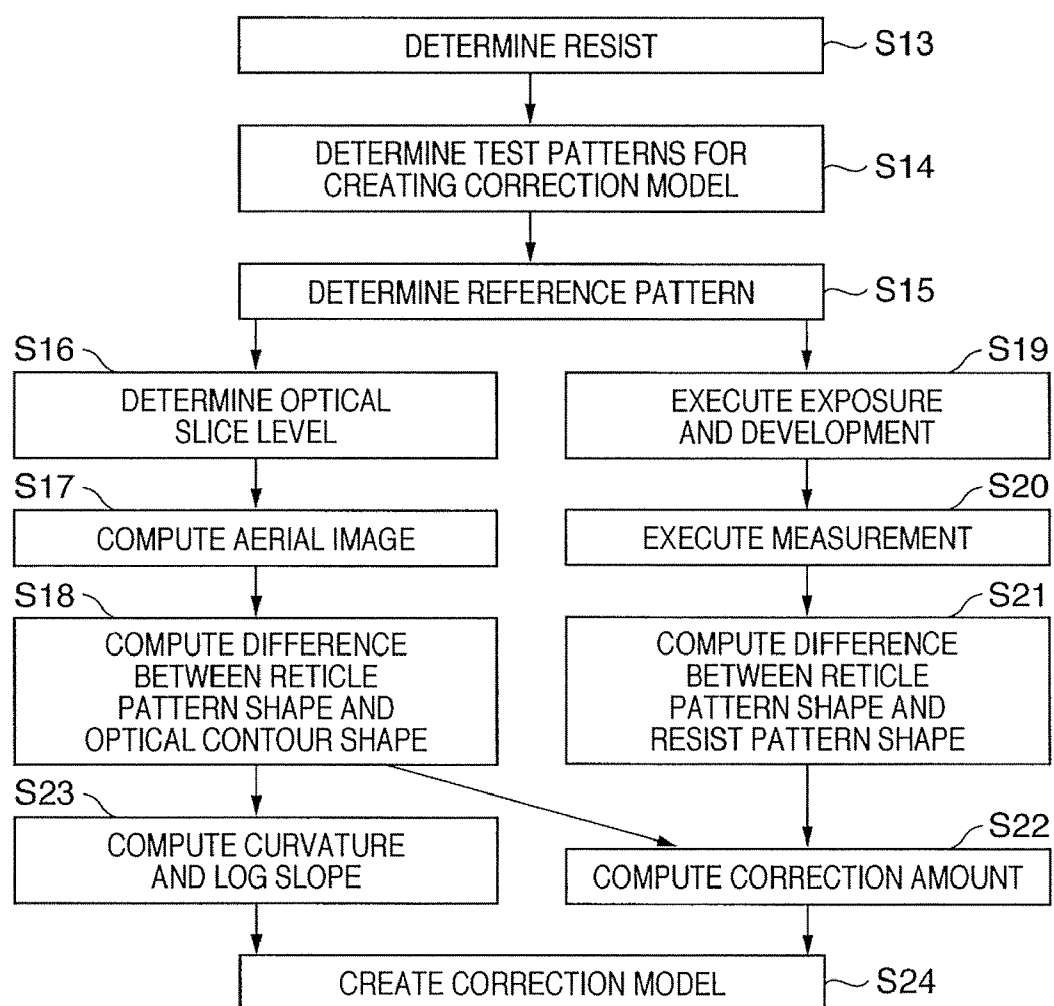 DETERMINE RESIST
S13
DETERMINE TEST PATTERNS FOR
CREATING CORRECTION MODEL
S14
DETERMINE REFERENCE PATTERN
S15
S16
DETERMINE OPTICAL
SLICE LEVEL
S19
EXECUTE EXPOSURE
AND DEVELOPMENT
S17
COMPUTE AERIAL IMAGE
S20
EXECUTE MEASUREMENT
S18
COMPUTE DIFFERENCE
BETWEEN RETICLE
PATTERN SHAPE AND
OPTICAL CONTOUR SHAPE
S21
COMPUTE DIFFERENCE
BETWEEN RETICLE
PATTERN SHAPE AND
RESIST PATTERN SHAPE
S23
COMPUTE CURVATURE
AND LOG SLOPE
S22
COMPUTE CORRECTION AMOUNT
CREATE CORRECTION MODEL
S24